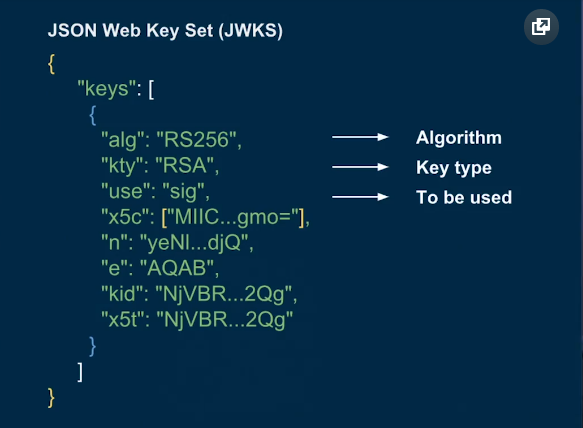 JSON Web Key Set (JWKS)
{
"keys": [
{
"alg": "RS256", Algorithm
"kty": "RSA", Key type
"use": "sig", To be used
"x5c": ["MIIC...gmo="],
"n": "yeNl...djQ",
"e": "AQAB",
"kid": "NjVBR...2Qg",
"x5t": "NjVBR...2Qg"
}
]
}